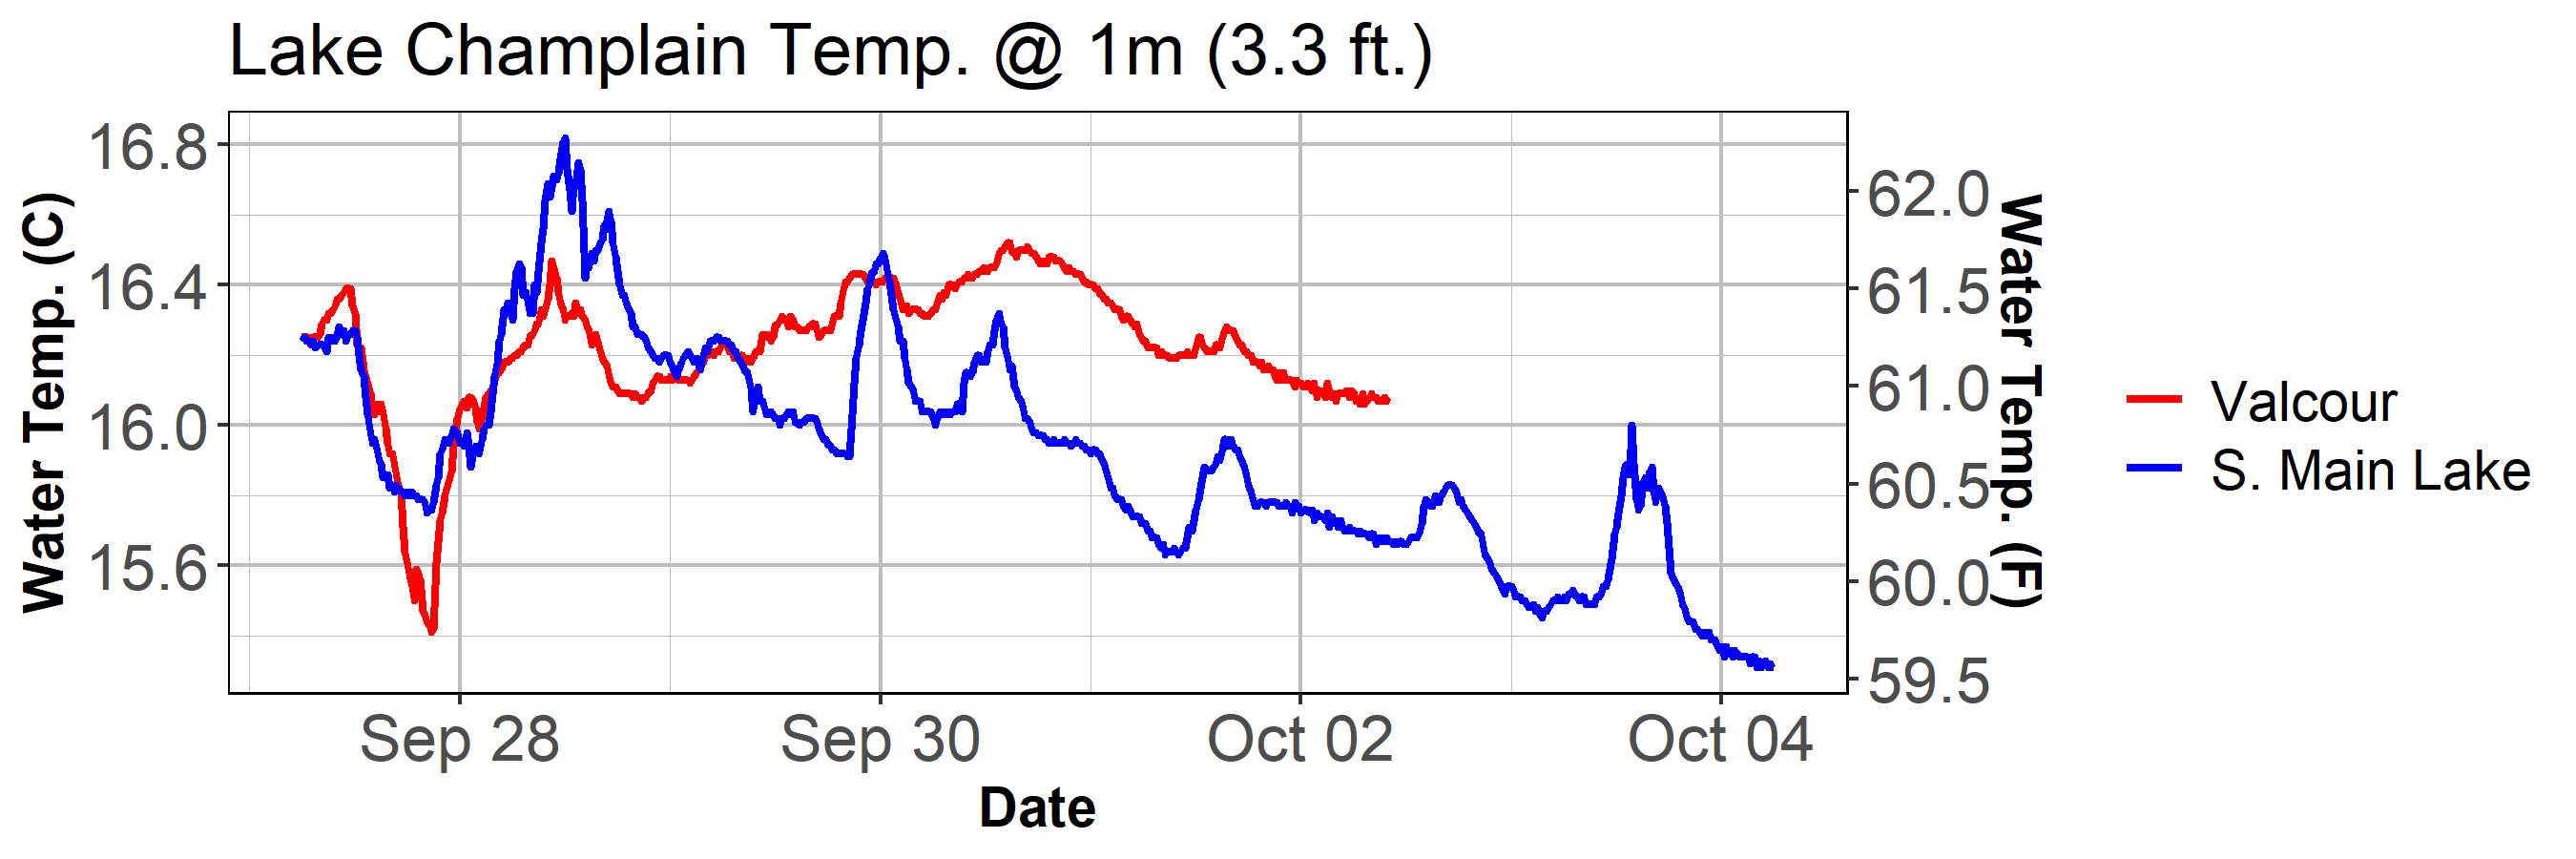 Lake Champlain Temp. @ 1m (3.3 ft.)
Water Temp. (C)
16.8
16.4
16.0
15.6
62.0
61.5
61.0
60.5
60.0
59.5
Water Temp. (F)
Sep 28
Sep 30
Oct 02
Oct 04
Date
Valcour
S. Main Lake